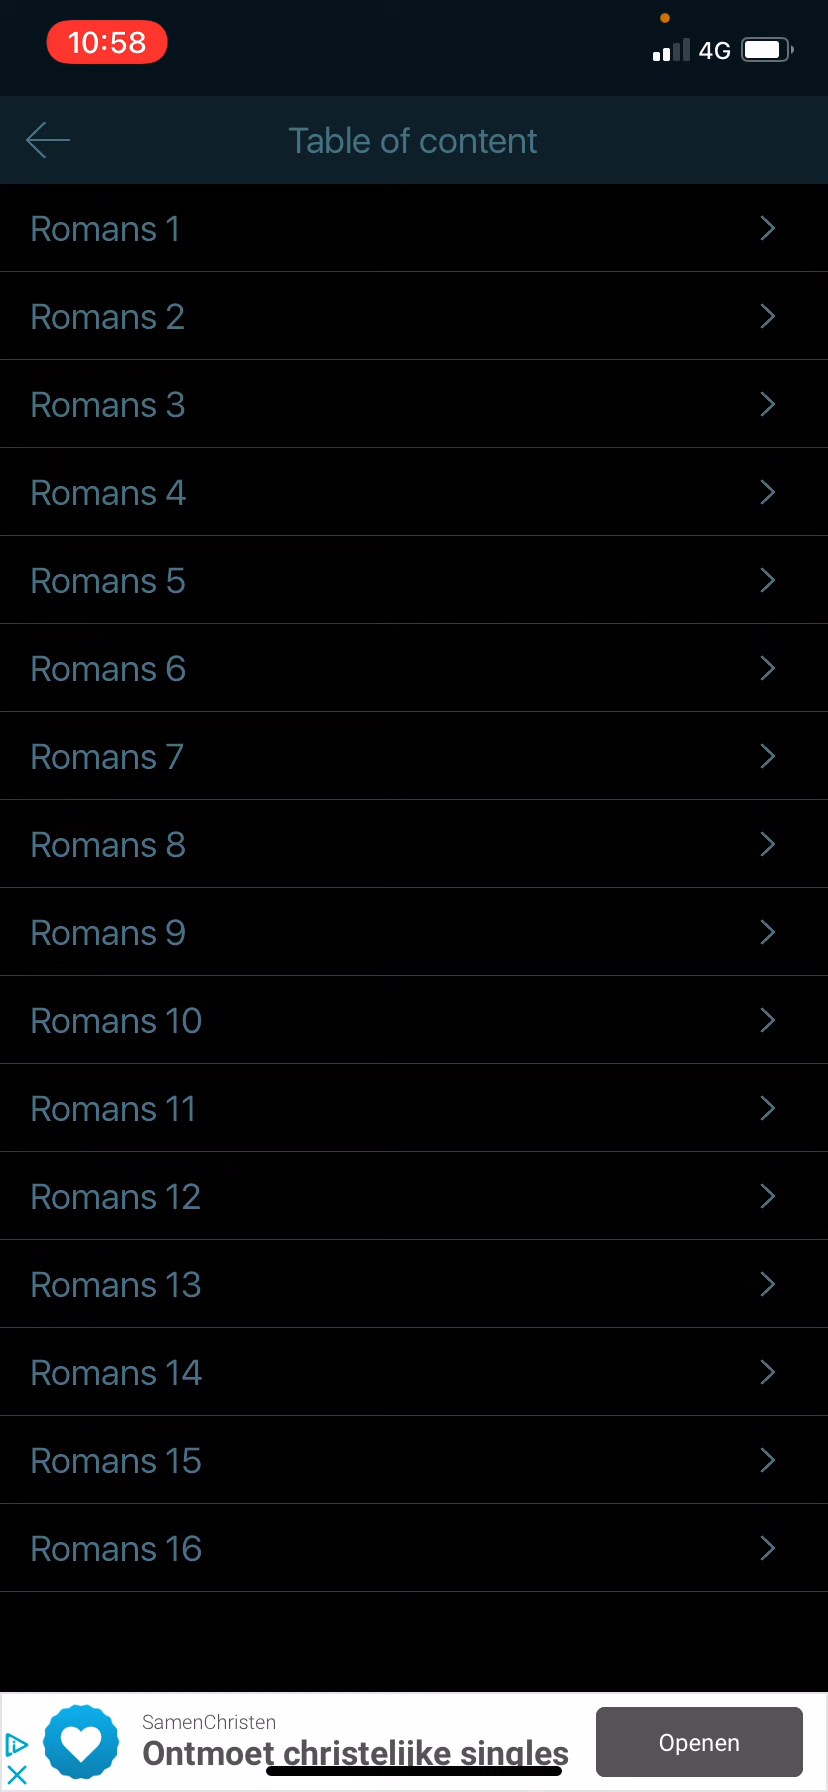 10:58
4G
Table of content
Romans 1
Romans 2
Romans 3
Romans 4
Romans 5
Romans 6
Romans 7
Romans 8
Romans 9
Romans 10
Romans 11
Romans 12
Romans 13
Romans 14
Romans 15
Romans 16
SamenChristen
Ontmoet christelijke singles
Openen